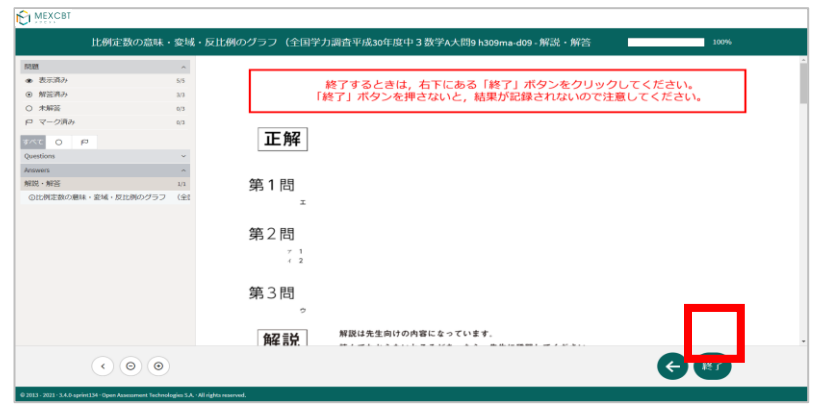 MEXCBT
比例定数の意味・変域・反比例のグラフ（全国学力調査平成30年度中３数学A大問9 h309ma-d09 - 解説・解答
100%
問題
表示済み 5/5
解答済み 3/3
未解答 0/3
マーク済み 0/3
すべて
Questions
Answers
解説・解答 1/1
比例定数の意味・変域・反比例のグラフ （全
終了するときは，右下にある「終了」ボタンをクリックしてください。
「終了」ボタンを押さないと，結果が記録されないので注意してください。
正解
第１問
エ
第２問
ア 1
イ 2
第３問
ウ
解説
解説は先生向けの内容になっています．
終了
© 2013 - 2023 · 3.4.0-sprint134 · Open Assessment Technologies S.A. · All rights reserved.